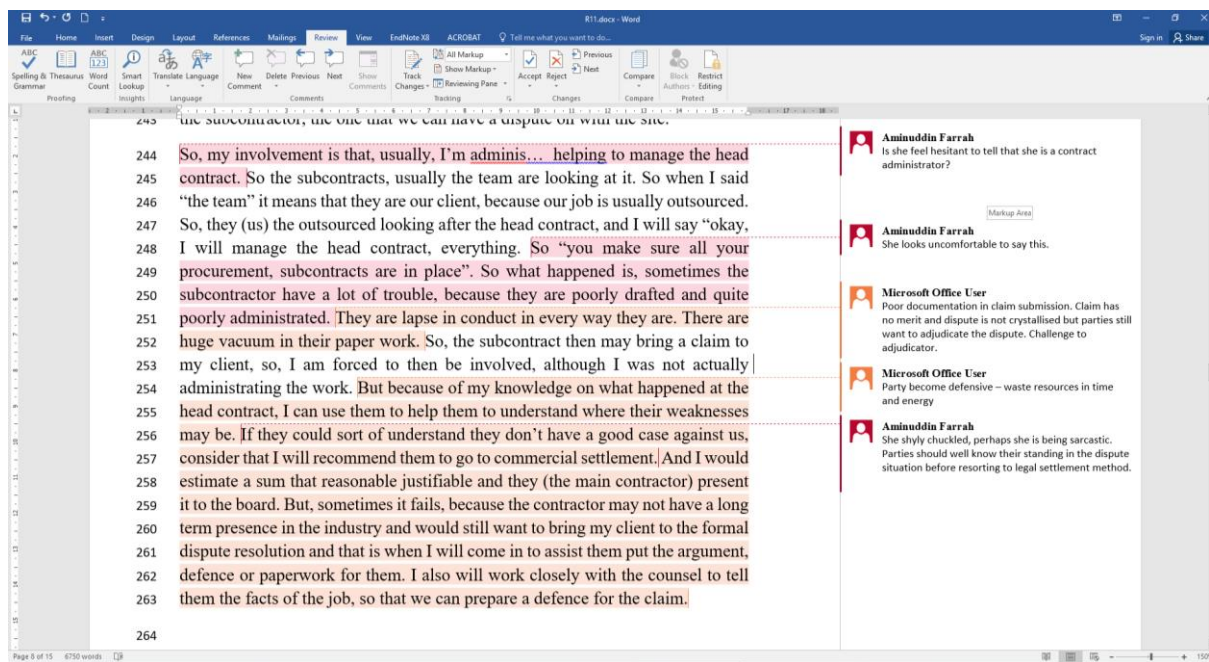 R11.docx - Word
File Home Insert Design Layout References Mailings Review View EndNote X8 ACROBAT Tell me what you want to do... Sign in Share
ABC
ABC
123
Spelling & Grammar
Thesaurus
Word Count
Smart Lookup
Translate
Language
New Comment
Delete
Previous
Next
Show Comments
Track Changes
All Markup
Show Markup
Reviewing Pane
Accept
Reject
Previous
Next
Compare
Block Authors
Restrict Editing
Proofing Insights Language Comments Tracking Changes Compare Protect
243 the subcontractor, the one that we can have a dispute on with the site.
244 So, my involvement is that, usually, I'm adminis… helping to manage the head
245 contract. So the subcontracts, usually the team are looking at it. So when I said
246 “the team” it means that they are our client, because our job is usually outsourced.
247 So, they (us) the outsourced looking after the head contract, and I will say “okay,
248 I will manage the head contract, everything. So “you make sure all your
249 procurement, subcontracts are in place”. So what happened is, sometimes the
250 subcontractor have a lot of trouble, because they are poorly drafted and quite
251 poorly administrated. They are lapse in conduct in every way they are. There are
252 huge vacuum in their paper work. So, the subcontract then may bring a claim to
253 my client, so, I am forced to then be involved, although I was not actually
254 administrating the work. But because of my knowledge on what happened at the
255 head contract, I can use them to help them to understand where their weaknesses
256 may be. If they could sort of understand they don't have a good case against us,
257 consider that I will recommend them to go to commercial settlement. And I would
258 estimate a sum that reasonable justifiable and they (the main contractor) present
259 it to the board. But, sometimes it fails, because the contractor may not have a long
260 term presence in the industry and would still want to bring my client to the formal
261 dispute resolution and that is when I will come in to assist them put the argument,
262 defence or paperwork for them. I also will work closely with the counsel to tell
263 them the facts of the job, so that we can prepare a defence for the claim.
264
Aminuddin Farrah
Is she feel hesitant to tell that she is a contract
administrator?
Markup Area
Aminuddin Farrah
She looks uncomfortable to say this.
Microsoft Office User
Poor documentation in claim submission. Claim has
no merit and dispute is not crystallised but parties still
want to adjudicate the dispute. Challenge to
adjudicator.
Microsoft Office User
Party become defensive – waste resources in time
and energy
Aminuddin Farrah
She shyly chuckled, perhaps she is being sarcastic.
Parties should well know their standing in the dispute
situation before resorting to legal settlement method.
Page 8 of 15 6750 words